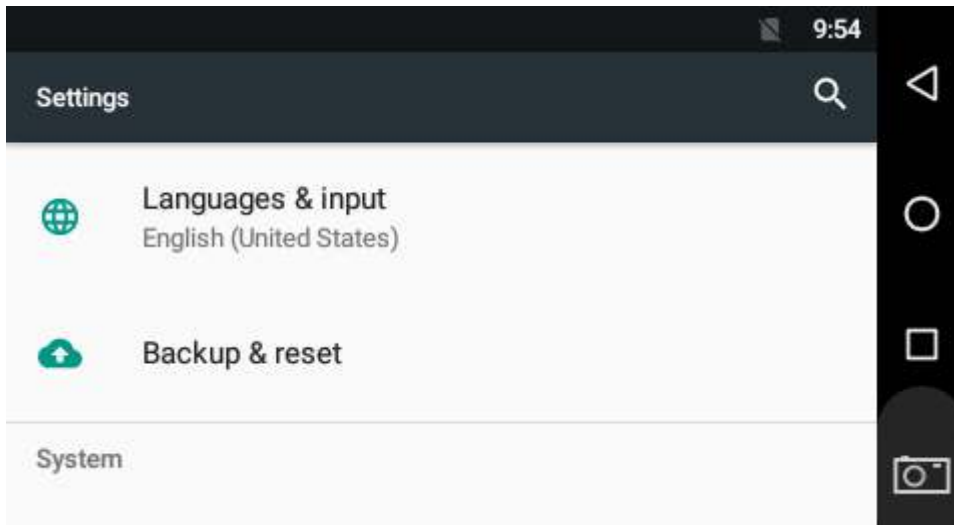 9:54
Settings
Languages & input
English (United States)
Backup & reset
System